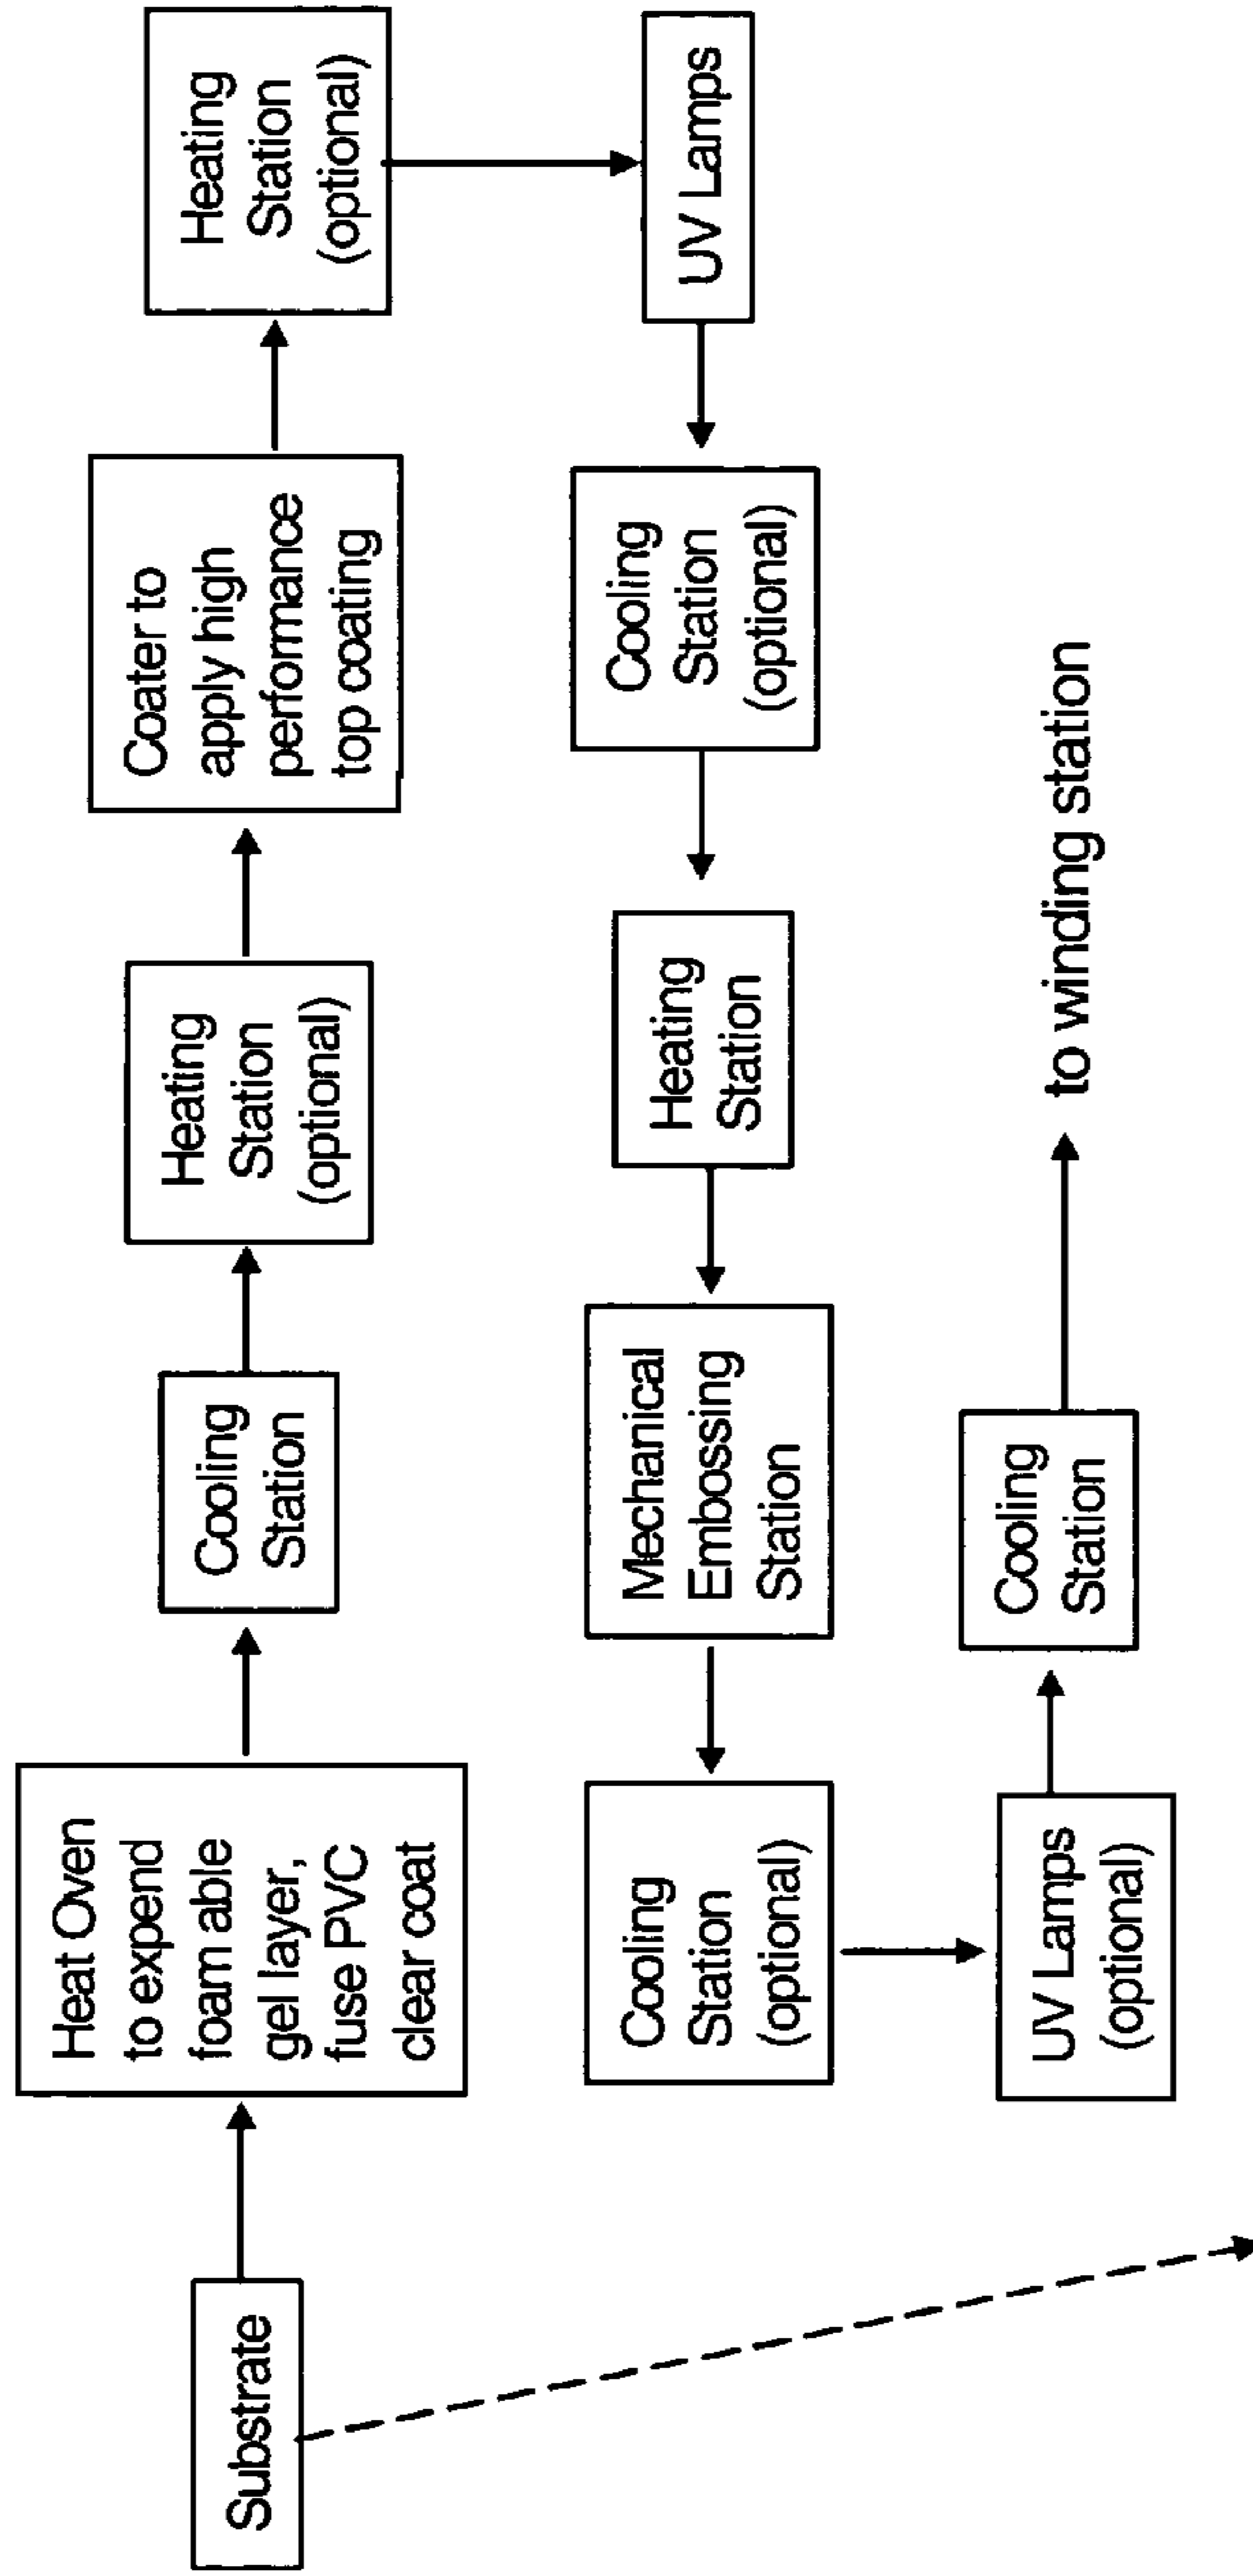 Substrate
Heat Oven
to expend
foam able
gel layer,
fuse PVC
clear coat
Cooling
Station
Heating
Station
(optional)
Coater to
apply high
performance
top coating
Heating
Station
(optional)
UV Lamps
Cooling
Station
(optional)
Heating
Station
Mechanical
Embossing
Station
Cooling
Station
(optional)
UV Lamps
(optional)
Cooling
Station
to winding station